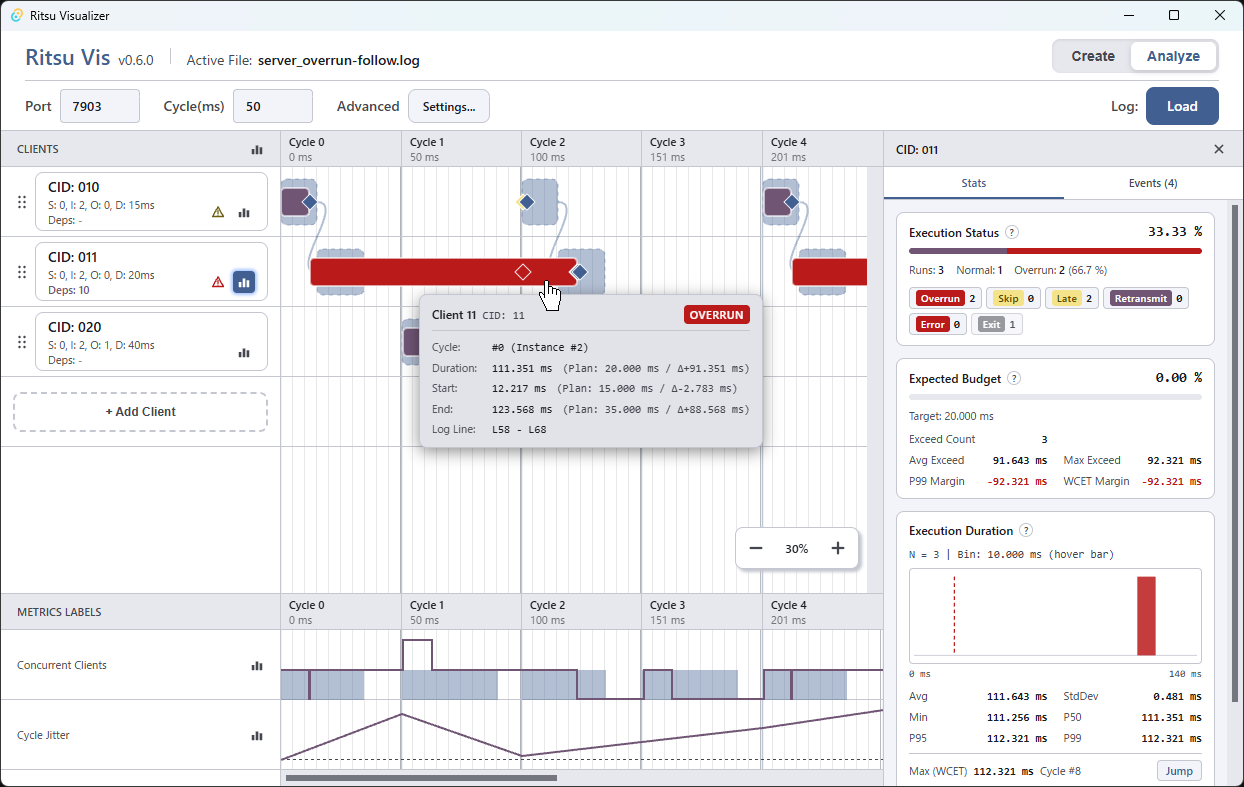 Ritsu Visualizer
Ritsu Vis v0.6.0 Active File: server_overrun-follow.log
Create Analyze
Port 7903 Cycle(ms) 50 Advanced Settings... Log: Load
CLIENTS
Cycle 0 Cycle 1 Cycle 2 Cycle 3 Cycle 4
0 ms 50 ms 100 ms 151 ms 201 ms
CID: 010
S: 0, I: 2, O: 0, D: 15ms
Deps: -
CID: 011
S: 0, I: 2, O: 0, D: 20ms
Deps: 10
CID: 020
S: 0, I: 2, O: 1, D: 40ms
Deps: -
+ Add Client
Client 11 CID: 11 OVERRUN
Cycle: #0 (Instance #2)
Duration: 111.351 ms (Plan: 20.000 ms / Δ+91.351 ms)
Start: 12.217 ms (Plan: 15.000 ms / Δ-2.783 ms)
End: 123.568 ms (Plan: 35.000 ms / Δ+88.568 ms)
Log Line: L58 - L68
30%
METRICS LABELS
Cycle 0 Cycle 1 Cycle 2 Cycle 3 Cycle 4
0 ms 50 ms 100 ms 151 ms 201 ms
Concurrent Clients
Cycle Jitter
CID: 011
Stats Events (4)
Execution Status ? 33.33 %
Runs: 3 Normal: 1 Overrun: 2 (66.7 %)
Overrun 2 Skip 0 Late 2 Retransmit 0
Error 0 Exit 1
Expected Budget ? 0.00 %
Target: 20.000 ms
Exceed Count 3
Avg Exceed 91.643 ms Max Exceed 92.321 ms
P99 Margin -92.321 ms WCET Margin -92.321 ms
Execution Duration ?
N = 3 | Bin: 10.000 ms (hover bar)
0 ms 140 ms
Avg 111.643 ms StdDev 0.481 ms
Min 111.256 ms P50 111.351 ms
P95 112.321 ms P99 112.321 ms
Max (WCET) 112.321 ms Cycle #8 Jump